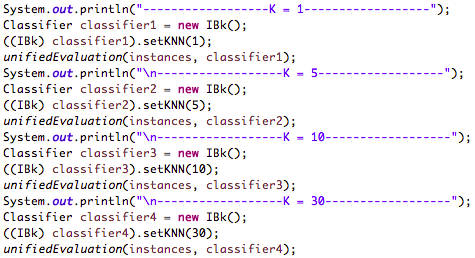 System.out.println("------------------K = 1------------------");
Classifier classifier1 = new IBk();
((IBk) classifier1).setKNN(1);
unifiedEvaluation(instances, classifier1);
System.out.println("\n------------------K = 5------------------");
Classifier classifier2 = new IBk();
((IBk) classifier2).setKNN(5);
unifiedEvaluation(instances, classifier2);
System.out.println("\n------------------K = 10------------------");
Classifier classifier3 = new IBk();
((IBk) classifier3).setKNN(10);
unifiedEvaluation(instances, classifier3);
System.out.println("\n------------------K = 30------------------");
Classifier classifier4 = new IBk();
((IBk) classifier4).setKNN(30);
unifiedEvaluation(instances, classifier4);